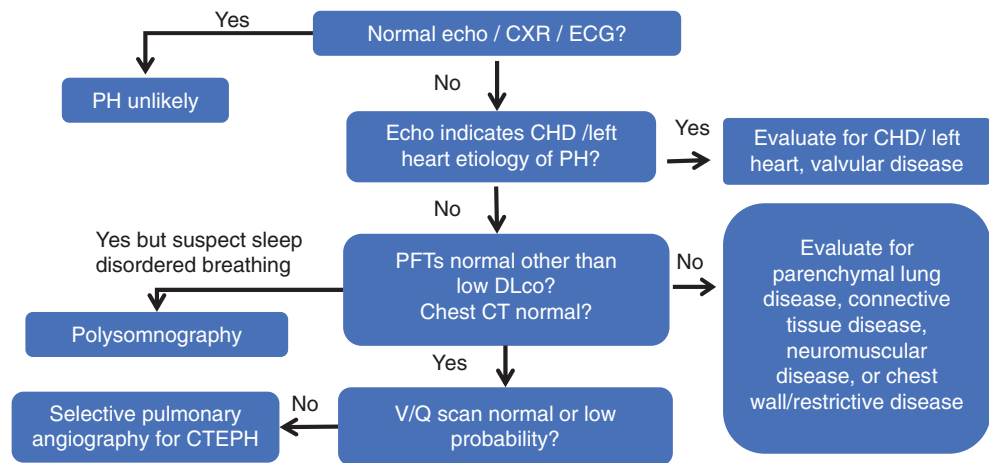 Yes
Normal echo / CXR / ECG?
PH unlikely
No
Echo indicates CHD /left
heart etiology of PH?
Yes
Evaluate for CHD/ left
heart, valvular disease
No
Yes but suspect sleep
disordered breathing
PFTs normal other than
low DLco?
Chest CT normal?
No
Evaluate for
parenchymal lung
disease, connective
tissue disease,
neuromuscular
disease, or chest
wall/restrictive disease
Polysomnography
Yes
V/Q scan normal or low
probability?
No
Selective pulmonary
angiography for CTEPH